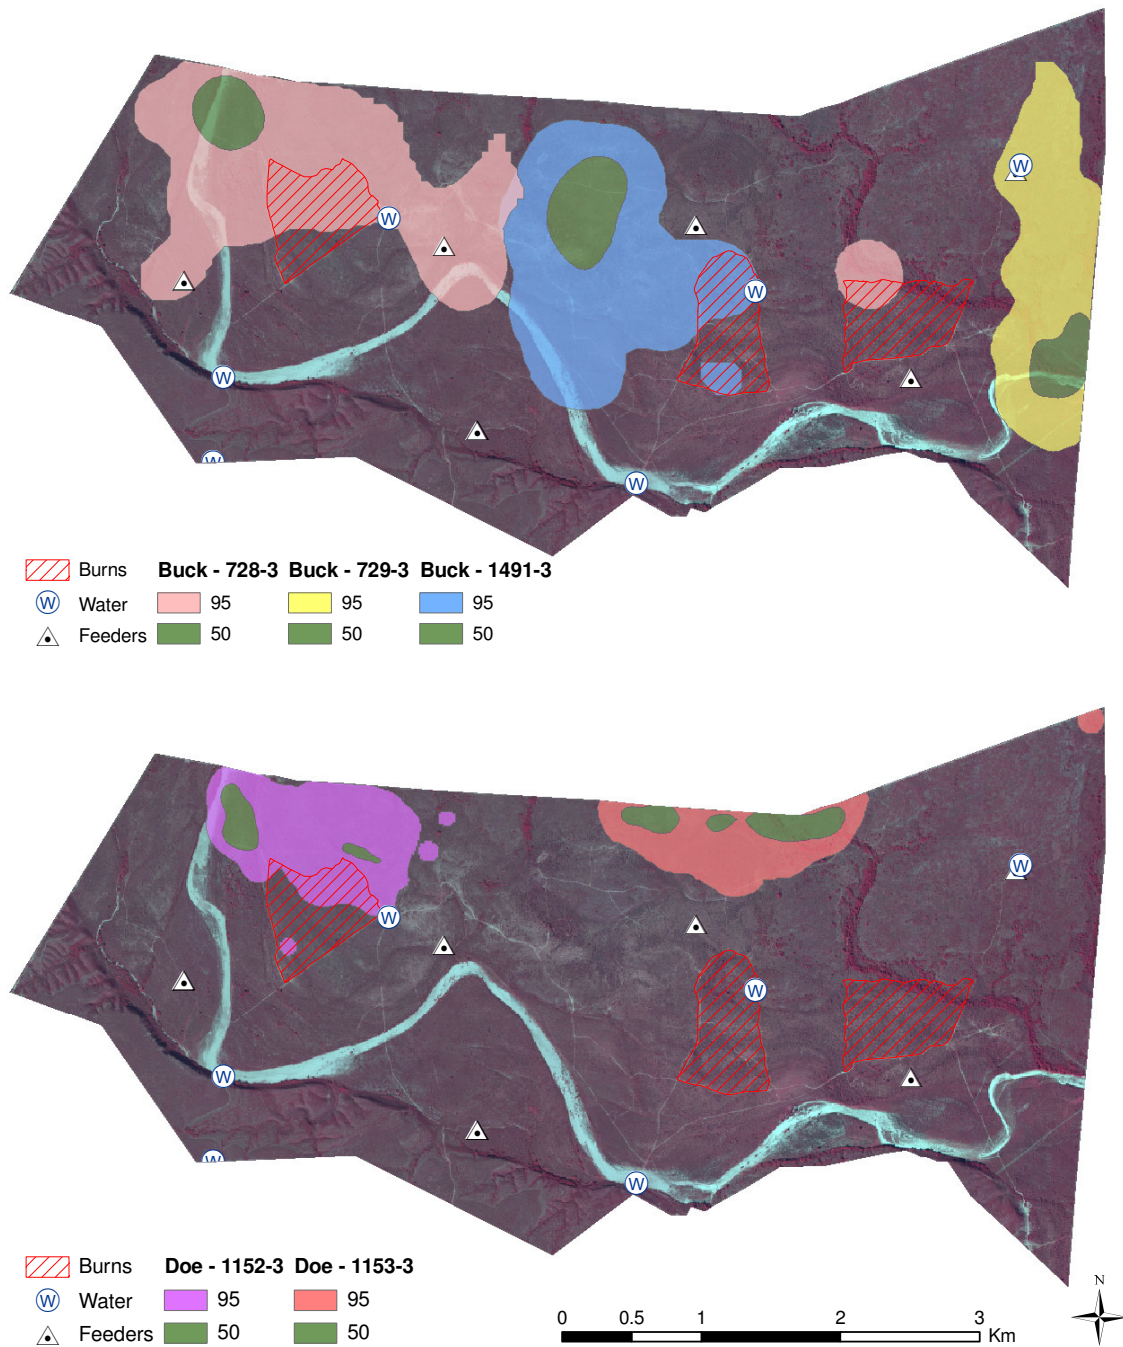 W
W
W
W
W
W
Burns Buck - 728-3 Buck - 729-3 Buck - 1491-3
W Water 95 95 95
Feeders 50 50 50
W
W
W
W
W
W
Burns Doe - 1152-3 Doe - 1153-3
W Water 95 95
Feeders 50 50
0 0.5 1 2 3
Km
N